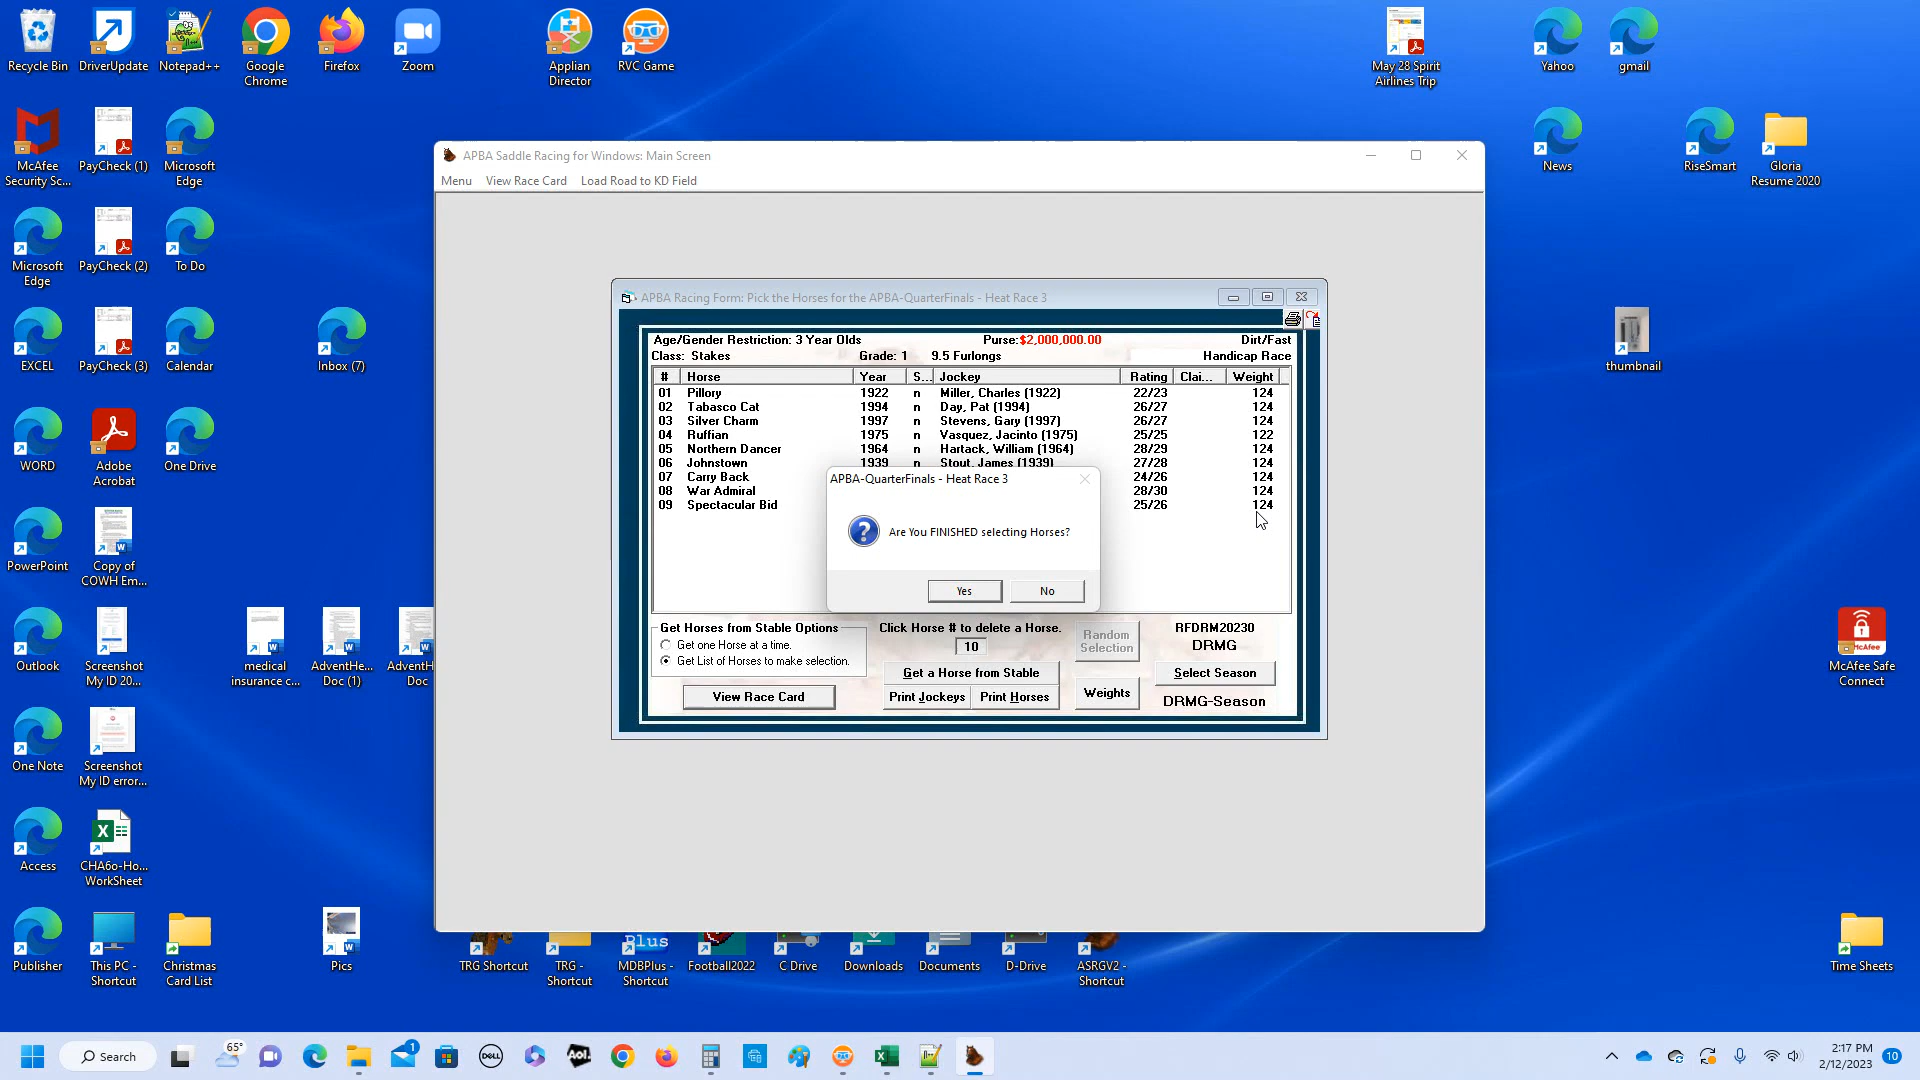 Recycle Bin
DriverUpdate
Notepad++
Google
Chrome
Firefox
Zoom
Applian
Director
RVC Game
May 28 Spirit
Airlines Trip
Yahoo
gmail
McAfee
Security Sc...
PayCheck (1)
Microsoft
Edge
News
RiseSmart
Gloria
Resume 2020
Microsoft
Edge
PayCheck (2)
To Do
EXCEL
PayCheck (3)
Calendar
Inbox (7)
thumbnail
WORD
Adobe
Acrobat
One Drive
PowerPoint
Copy of
COWH Em...
Outlook
Screenshot
My ID 20...
medical
insurance c...
AdventHe...
Doc (1)
AdventH
Doc
McAfee Safe
Connect
One Note
Screenshot
My ID error...
Access
CHA6o-Ho...
WorkSheet
Publisher
This PC -
Shortcut
Christmas
Card List
Pics
TRG Shortcut
TRG -
Shortcut
Plus
MDBPlus -
Shortcut
Football2022
C Drive
Downloads
Documents
D-Drive
ASRGV2 -
Shortcut
Time Sheets
APBA Saddle Racing for Windows: Main Screen
Menu View Race Card Load Road to KD Field
APBA Racing Form: Pick the Horses for the APBA-QuarterFinals - Heat Race 3
Age/Gender Restriction: 3 Year Olds Purse:$2,000,000.00 Dirt/Fast
Class: Stakes Grade: 1 9.5 Furlongs Handicap Race
# Horse Year S... Jockey Rating Clai... Weight
01 Pillory 1922 n Miller, Charles (1922) 22/23 124
02 Tabasco Cat 1994 n Day, Pat (1994) 26/27 124
03 Silver Charm 1997 n Stevens, Gary (1997) 26/27 124
04 Ruffian 1975 n Vasquez, Jacinto (1975) 25/25 122
05 Northern Dancer 1964 n Hartack, William (1964) 28/29 124
06 Johnstown 1939 n Stout, James (1939) 27/28 124
07 Carry Back 24/26 124
08 War Admiral 28/30 124
09 Spectacular Bid 25/26 124
APBA-QuarterFinals - Heat Race 3
Are You FINISHED selecting Horses?
Yes No
Get Horses from Stable Options
Get one Horse at a time.
Get List of Horses to make selection.
View Race Card
Click Horse # to delete a Horse.
10
Get a Horse from Stable
Print Jockeys Print Horses
Random
Selection
Weights
RFDRM20230
DRMG
Select Season
DRMG-Season
65°
Search
1
DELL
Aol.
2:17 PM
2/12/2023
10